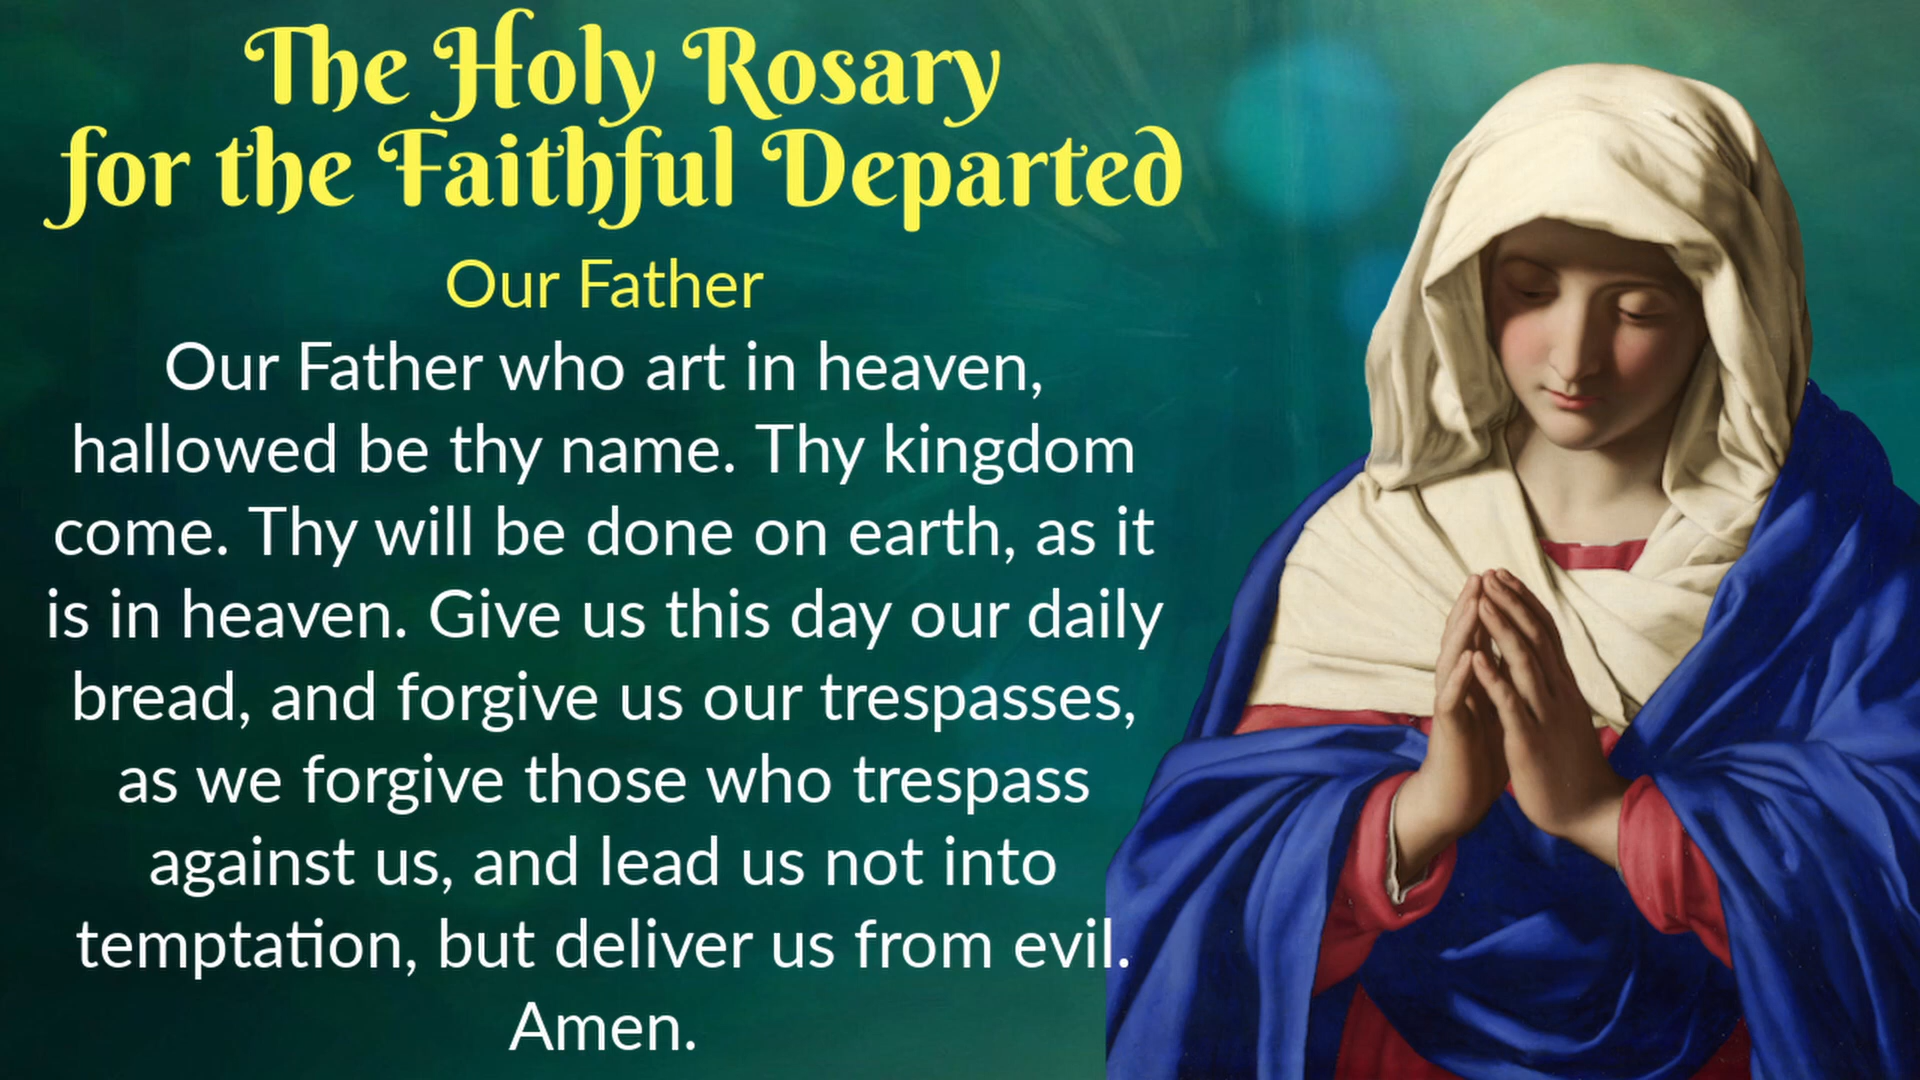 The Holy Rosary
for the Faithful Departed
Our Father
Our Father who art in heaven,
hallowed be thy name. Thy kingdom
come. Thy will be done on earth, as it
is in heaven. Give us this day our daily
bread, and forgive us our trespasses,
as we forgive those who trespass
against us, and lead us not into
temptation, but deliver us from evil.
Amen.